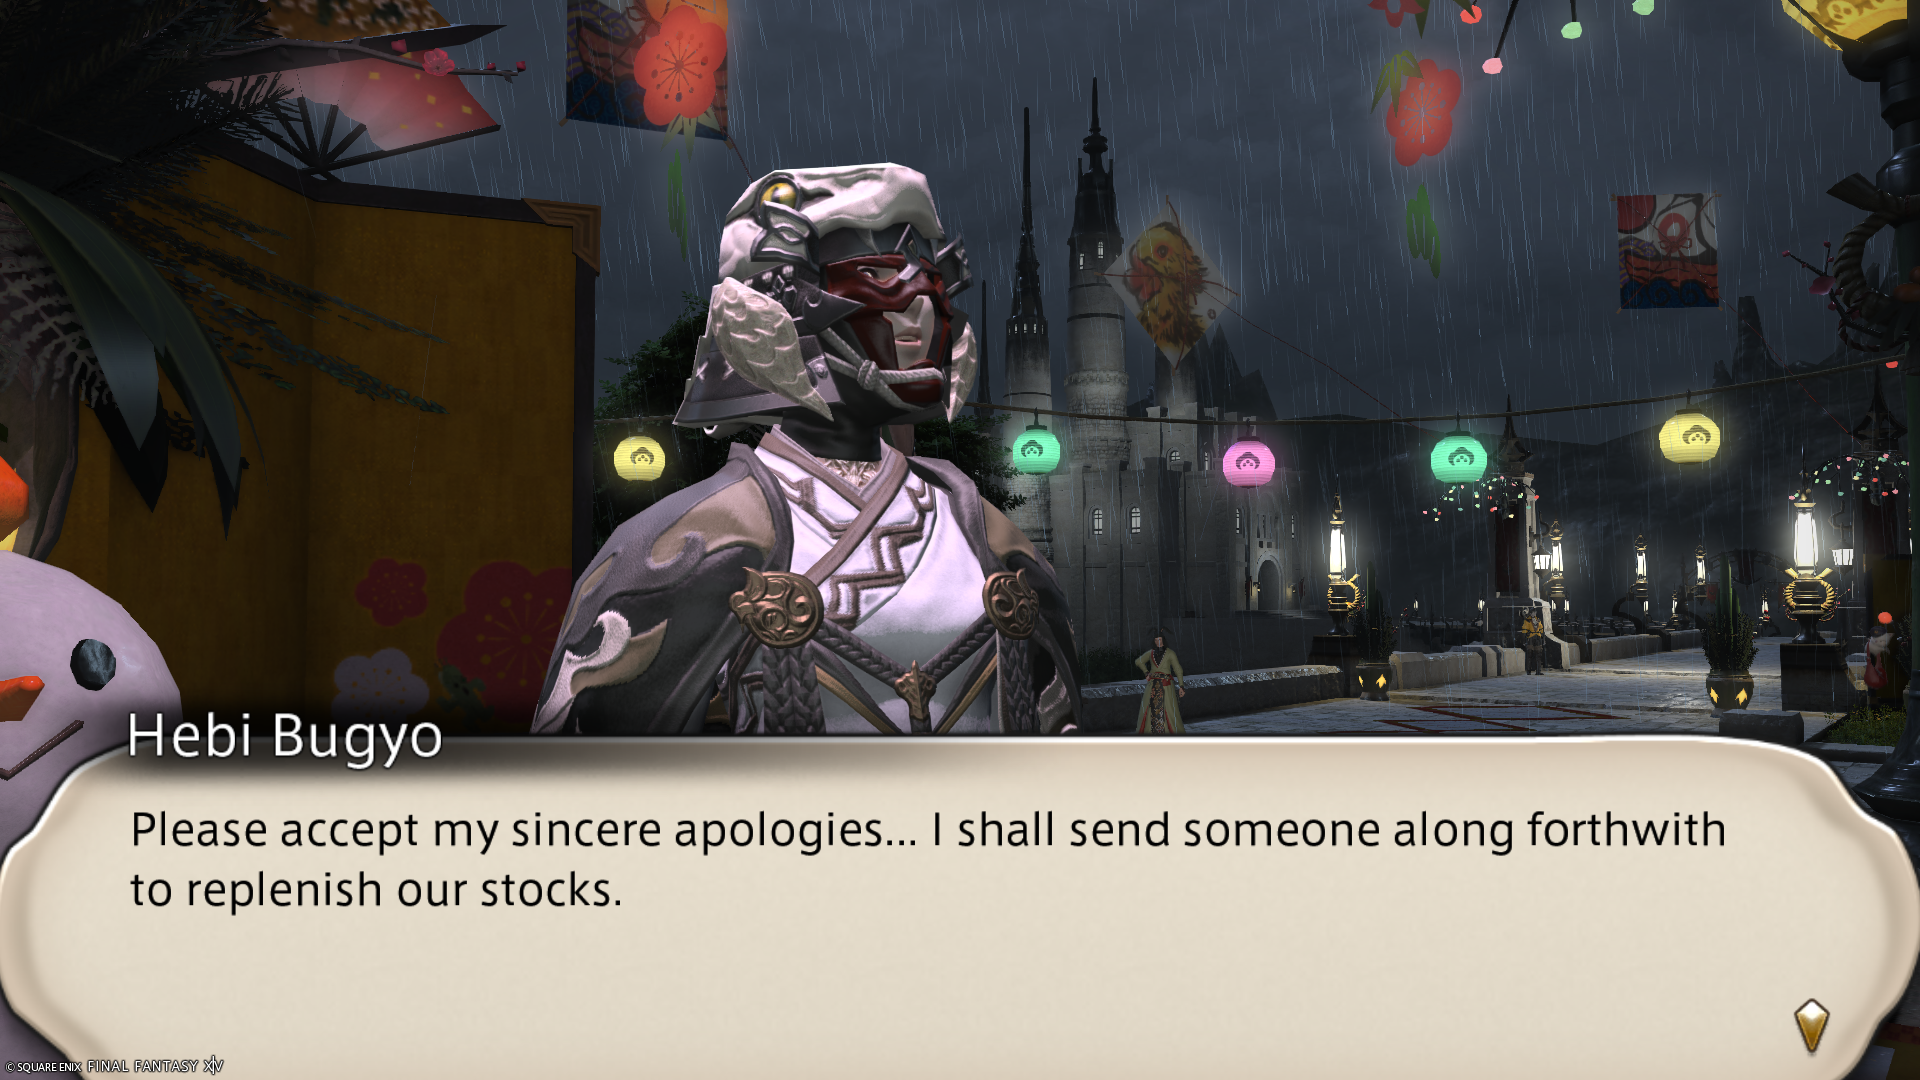 Hebi Bugyo
Please accept my sincere apologies... I shall send someone along forthwith
to replenish our stocks.
© SQUARE ENIX FINAL FANTASY XIV